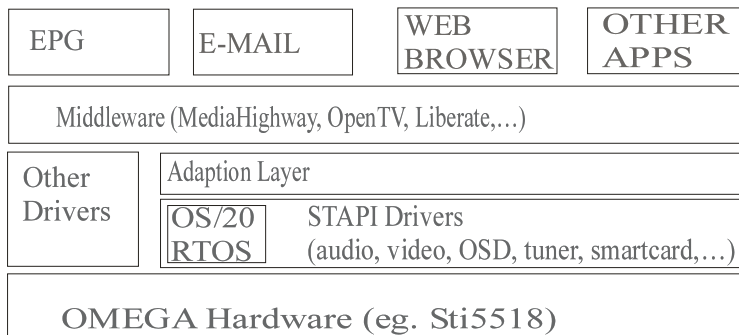 EPG
E-MAIL
WEB
BROWSER
OTHER
APPS
Middleware (MediaHighway, OpenTV, Liberate,...)
Other
Drivers
Adaption Layer
OS/20
RTOS
STAPI Drivers
(audio, video, OSD, tuner, smartcard,...)
OMEGA Hardware (eg. Sti5518)